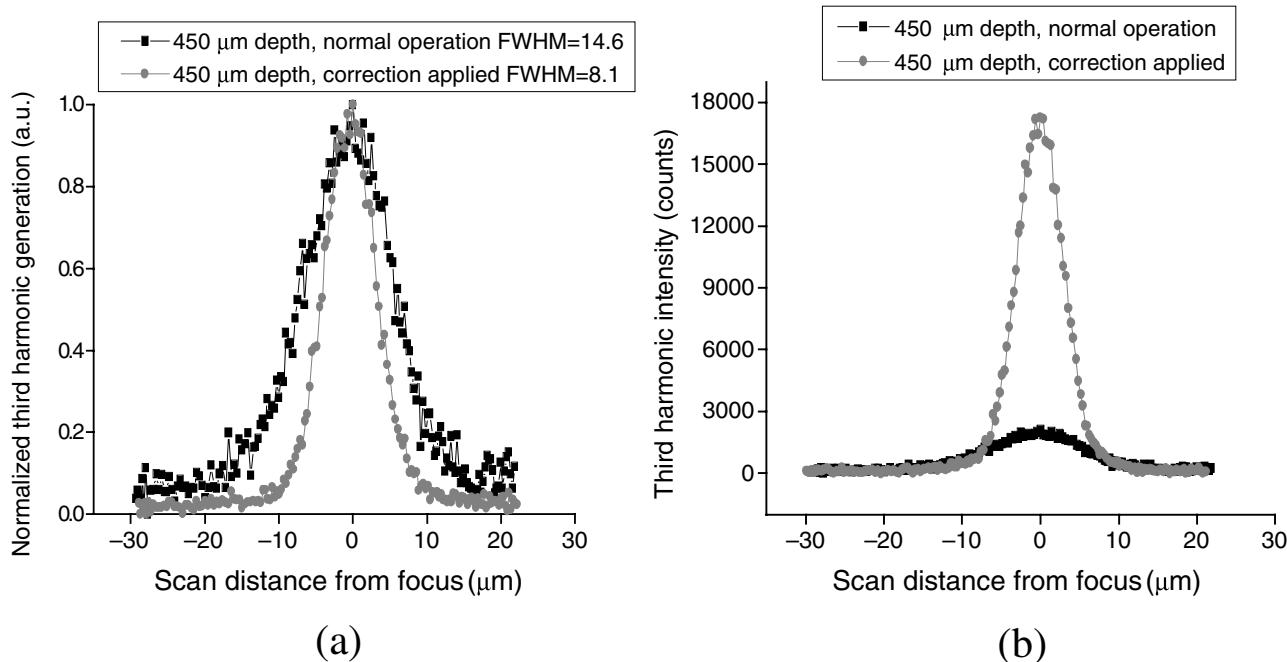 450 μm depth, normal operation FWHM=14.6
450 μm depth, correction applied FWHM=8.1
Normalized third harmonic generation (a.u.)
1.0
0.8
0.6
0.4
0.2
0.0
–30 –20 –10 0 10 20 30
Scan distance from focus (μm)
(a)
450 μm depth, normal operation
450 μm depth, correction applied
Third harmonic intensity (counts)
18000
15000
12000
9000
6000
3000
0
–30 –20 –10 0 10 20 30
Scan distance from focus (μm)
(b)